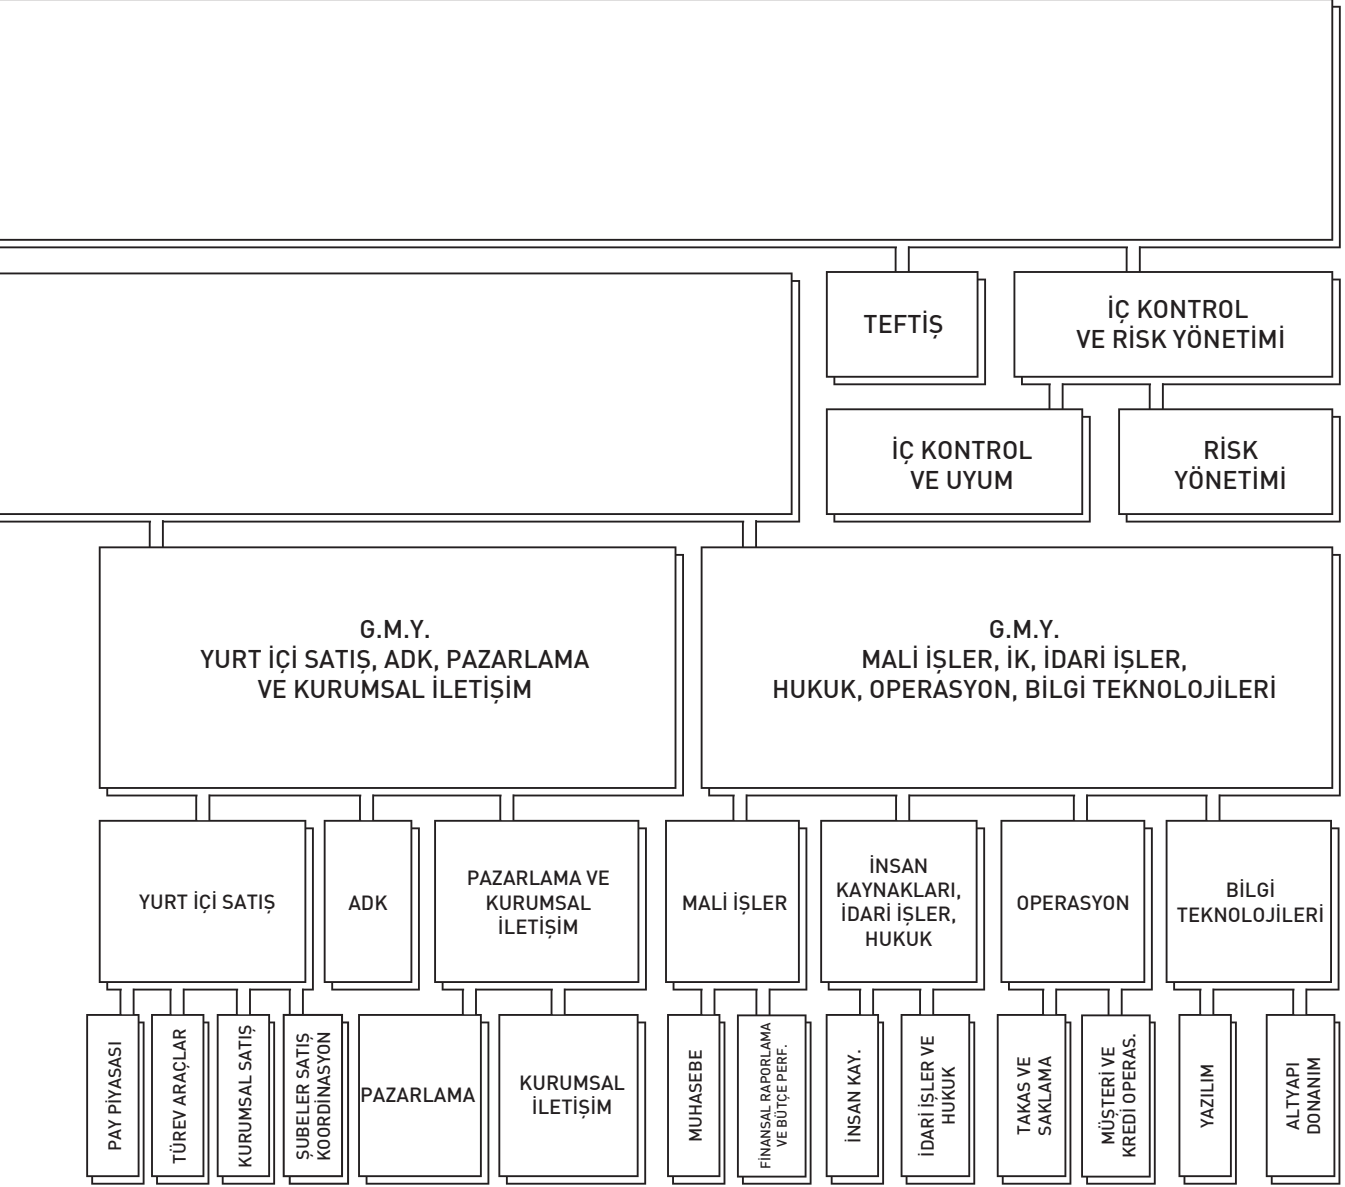 TEFTİŞ
İÇ KONTROL
VE RİSK YÖNETİMİ
İÇ KONTROL
VE UYUM
RİSK
YÖNETİMİ
G.M.Y.
YURT İÇİ SATIŞ, ADK, PAZARLAMA
VE KURUMSAL İLETİŞİM
G.M.Y.
MALİ İŞLER, İK, İDARİ İŞLER,
HUKUK, OPERASYON, BİLGİ TEKNOLOJİLERİ
YURT İÇİ SATIŞ
ADK
PAZARLAMA VE
KURUMSAL
İLETİŞİM
MALİ İŞLER
İNSAN
KAYNAKLARI,
İDARİ İŞLER,
HUKUK
OPERASYON
BİLGİ
TEKNOLOJİLERİ
PAY PİYASASI
TÜREV ARAÇLAR
KURUMSAL SATIŞ
ŞUBELER SATIŞ
KOORDİNASYON
PAZARLAMA
KURUMSAL
İLETİŞİM
MUHASEBE
FİNANSAL RAPORLAMA
VE BÜTÇE PERF.
İNSAN KAY.
İDARİ İŞLER VE
HUKUK
TAKAS VE
SAKLAMA
MÜŞTERİ VE
KREDİ OPERAS.
YAZILIM
ALTYAPI
DONANIM